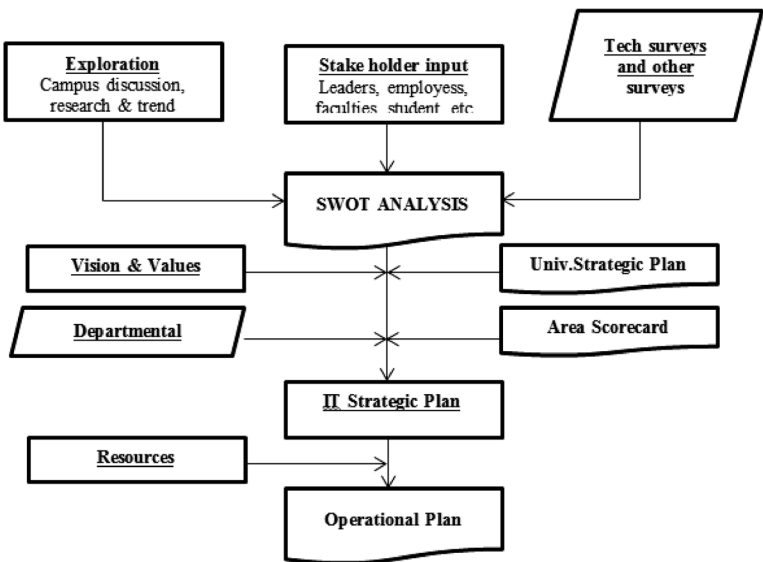 Exploration
Campus discussion,
research & trend
Stake holder input
Leaders, employess,
faculties, student, etc
Tech surveys
and other
surveys
SWOT ANALYSIS
Vision & Values
Univ.Strategic Plan
Departmental
Area Scorecard
IT Strategic Plan
Resources
Operational Plan